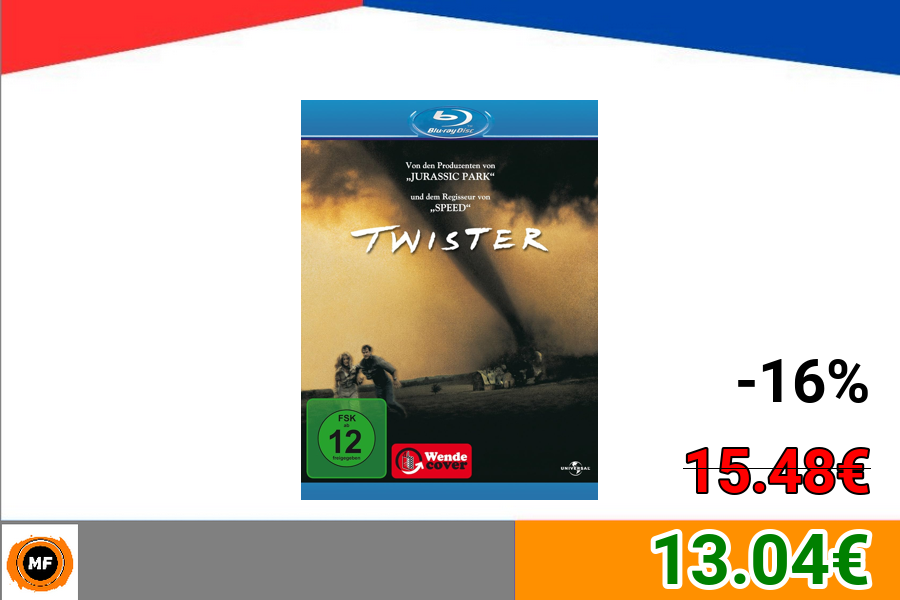 Blu-ray Disc
Von den Produzenten von
„JURASSIC PARK“
und dem Regisseur von
„SPEED“
TWISTER
FSK
ab
12
freigegeben
Wende
cover
UNIVERSAL
-16%
15.48€
13.04€
MF